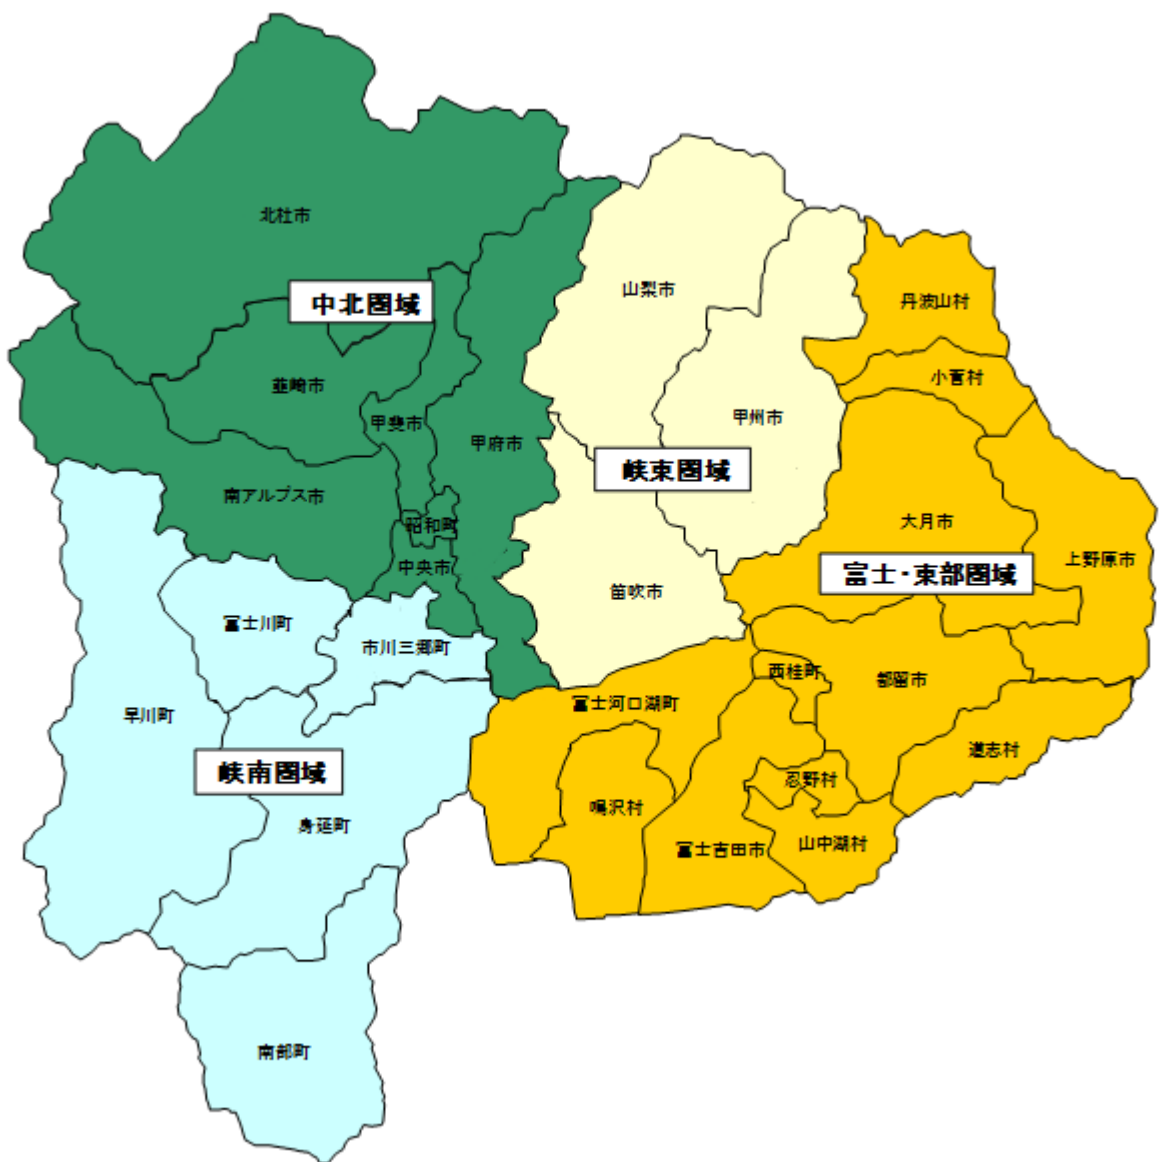 北杜市
山梨市
丹波山村
中北圏域
小菅村
韮崎市
甲斐市
甲府市
甲州市
峡東圏域
南アルプス市
昭和町
大月市
中央市
上野原市
富士・東部圏域
笛吹市
富士川町
市川三郷町
西桂町
都留市
富士河口湖町
早川町
道志村
峡南圏域
忍野村
鳴沢村
身延町
富士吉田市
山中湖村
南部町